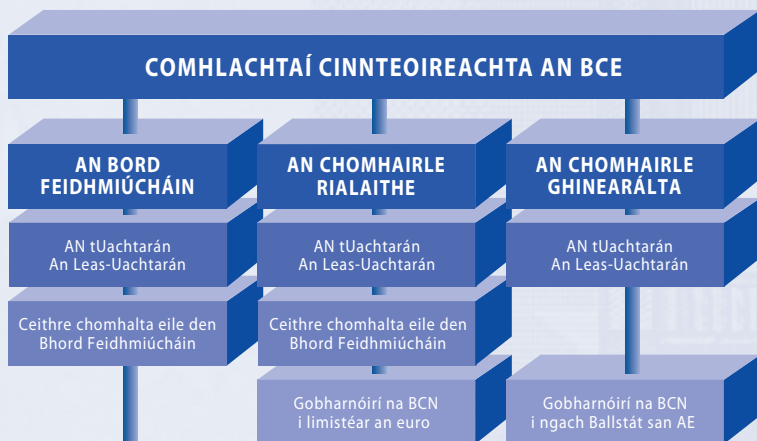 COMHLACHTAÍ CINNTEOIREACHTA AN BCE
AN BORD
FEIDHMIÚCHÁIN
AN tUachtarán
An Leas-Uachtarán
Ceithre chomhalta eile den
Bhord Feidhmiúcháin
AN CHOMHAIRLE
RIALAITHE
AN tUachtarán
An Leas-Uachtarán
Ceithre chomhalta eile den
Bhord Feidhmiúcháin
Gobharnóirí na BCN
i limistéar an euro
AN CHOMHAIRLE
GHINEARÁLTA
AN tUachtarán
An Leas-Uachtarán
Gobharnóirí na BCN
i ngach Ballstát san AE